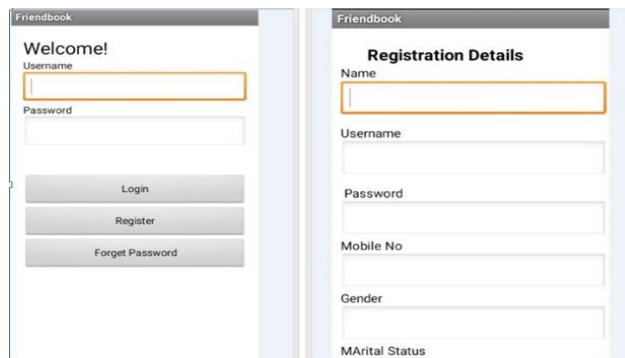 Friendbook
Welcome!
Username
Password
Login
Register
Forget Password
Friendbook
Registration Details
Name
Username
Password
Mobile No
Gender
MArital Status